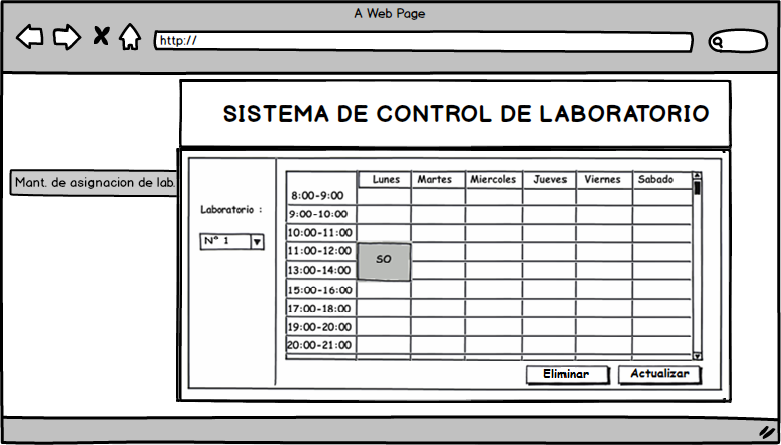 A Web Page
http://
SISTEMA DE CONTROL DE LABORATORIO
Mant. de asignacion de lab.
Laboratorio :
N° 1
Lunes Martes Miercoles Jueves Viernes Sabado
8:00-9:00
9:00-10:00
10:00-11:00
11:00-12:00
SO
13:00-14:00
15:00-16:00
17:00-18:00
19:00-20:00
20:00-21:00
Eliminar Actualizar